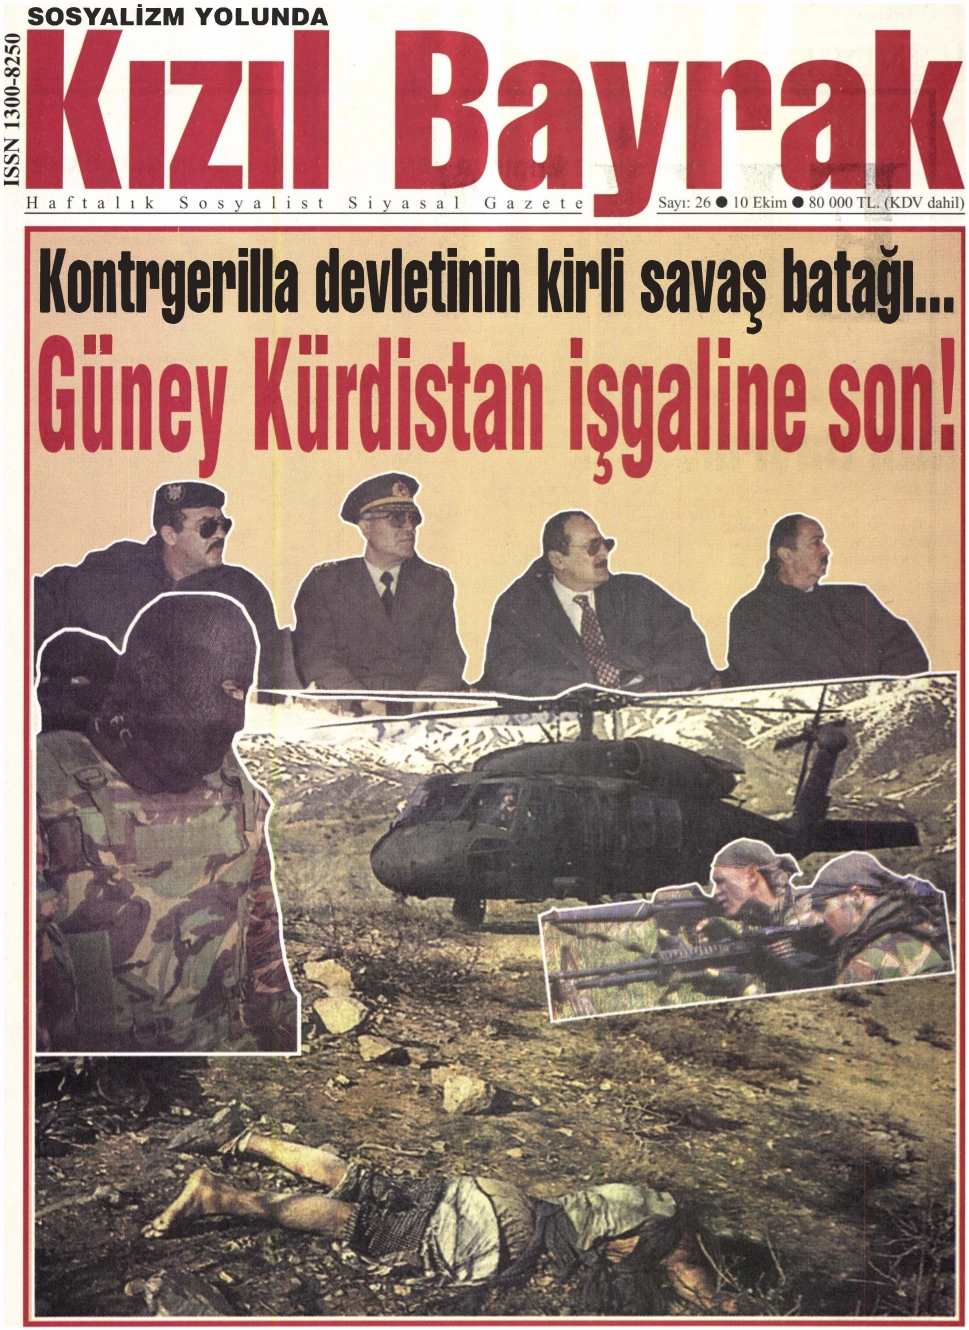 SOSYALİZM YOLUNDA
ISSN 1300-8250
Kızıl Bayrak
Haftalık Sosyalist Siyasal Gazete
Sayı: 26 ● 10 Ekim ● 80 000 TL. (KDV dahil)
Kontrgerilla devletinin kirli savaş batağı...
Güney Kürdistan işgaline son!